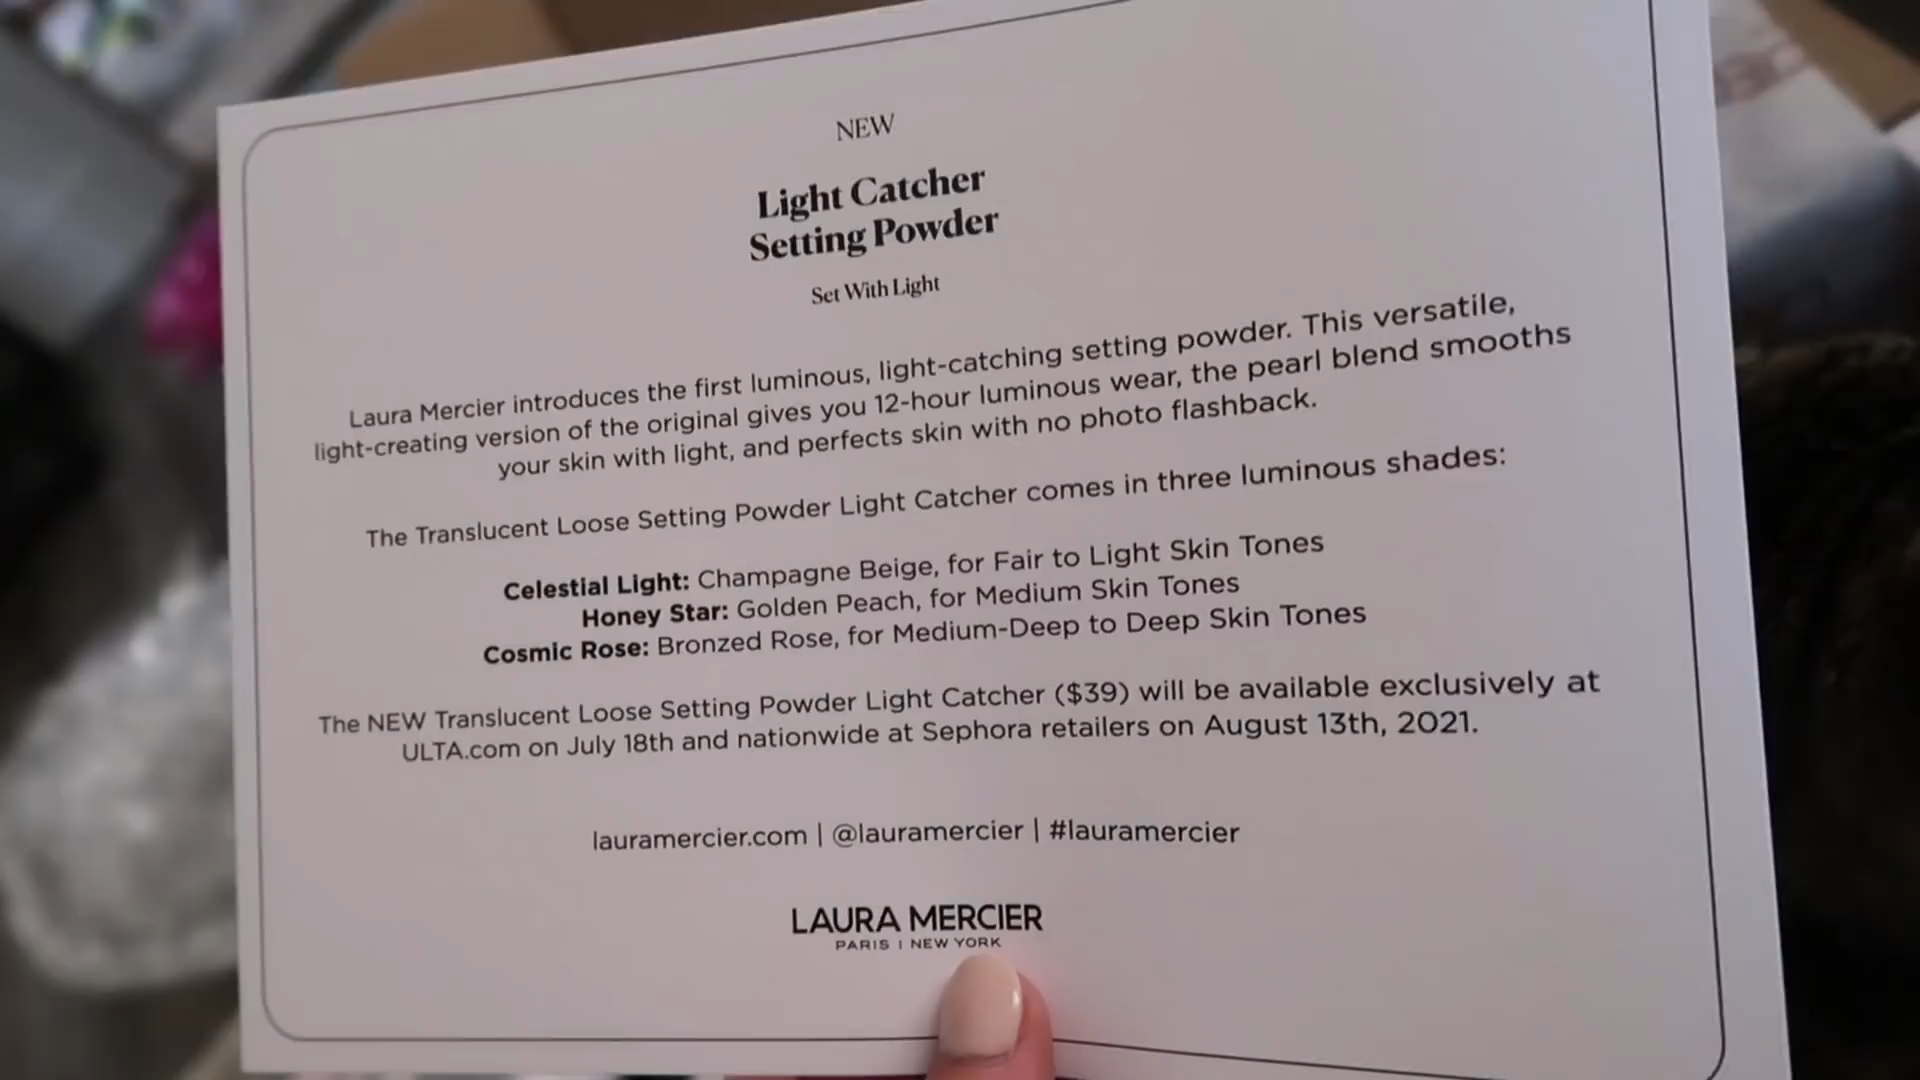 NEW
Light Catcher
Setting Powder
Set With Light
Laura Mercier introduces the first luminous, light-catching setting powder. This versatile,
light-creating version of the original gives you 12-hour luminous wear, the pearl blend smooths
your skin with light, and perfects skin with no photo flashback.
The Translucent Loose Setting Powder Light Catcher comes in three luminous shades:
Celestial Light: Champagne Beige, for Fair to Light Skin Tones
Honey Star: Golden Peach, for Medium Skin Tones
Cosmic Rose: Bronzed Rose, for Medium-Deep to Deep Skin Tones
The NEW Translucent Loose Setting Powder Light Catcher ($39) will be available exclusively at
ULTA.com on July 18th and nationwide at Sephora retailers on August 13th, 2021.
lauramercier.com | @lauramercier | #lauramercier
LAURA MERCIER
PARIS | NEW YORK